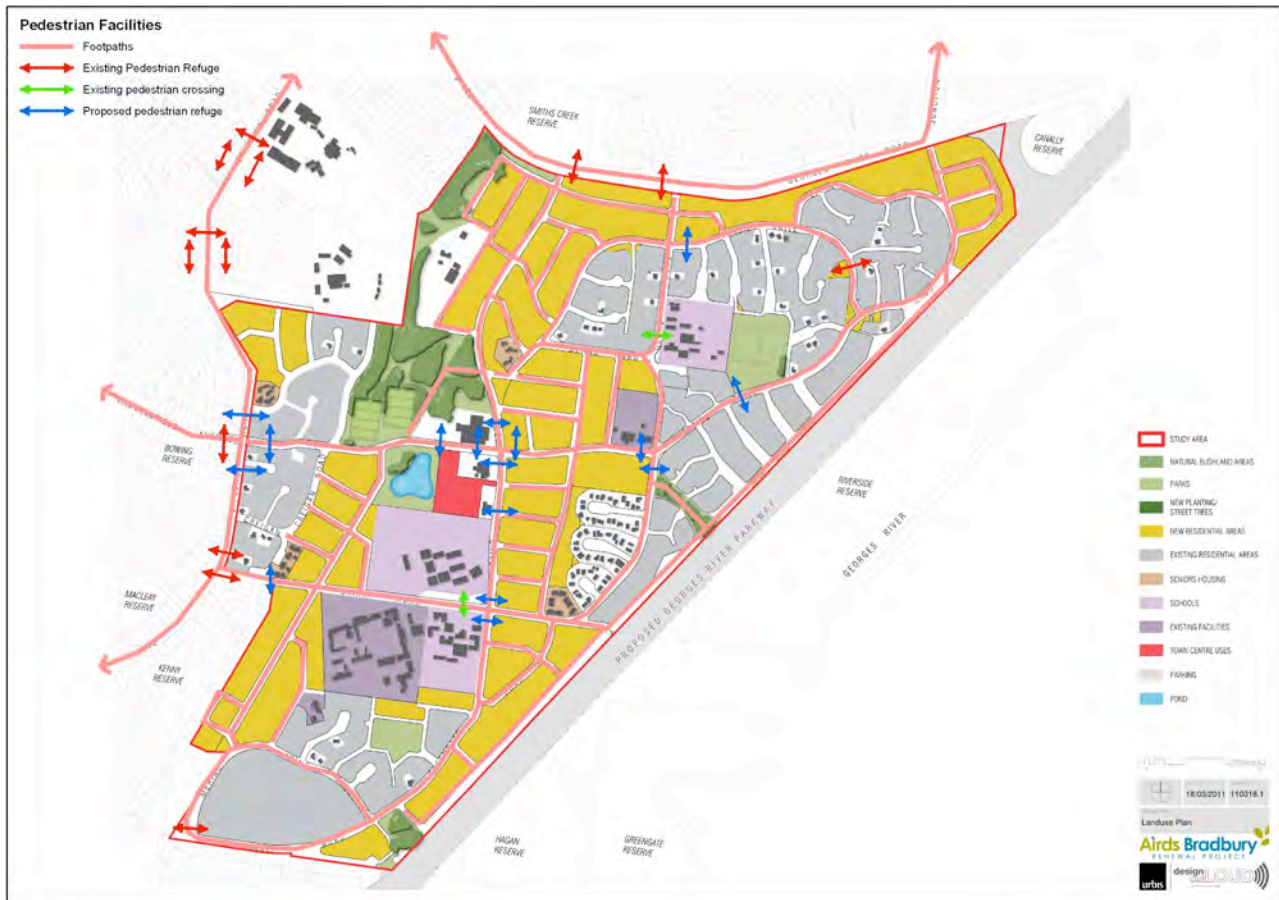 Pedestrian Facilities
Footpaths
Existing Pedestrian Refuge
Existing pedestrian crossing
Proposed pedestrian refuge
SMITHS CREEK
RESERVE
CANALLY
RESERVE
BOWING
RESERVE
MACLEAY
RESERVE
KENNY
RESERVE
RIVERSIDE
RESERVE
GEORGES RIVER
PROPOSED GEORGES RIVER PARKWAY
HAGAN
RESERVE
GREENGATE
RESERVE
STUDY AREA
NATURAL BUSHLAND AREAS
PARKS
NEW PLANTING/
STREET TREES
NEW RESIDENTIAL AREAS
EXISTING RESIDENTIAL AREAS
SENIORS HOUSING
SCHOOLS
EXISTING FACILITIES
TOWN CENTRE USES
PARKING
POND
18/03/2011 110318.1
Landuse Plan
Airds Bradbury
RENEWAL PROJECT
urbis
design